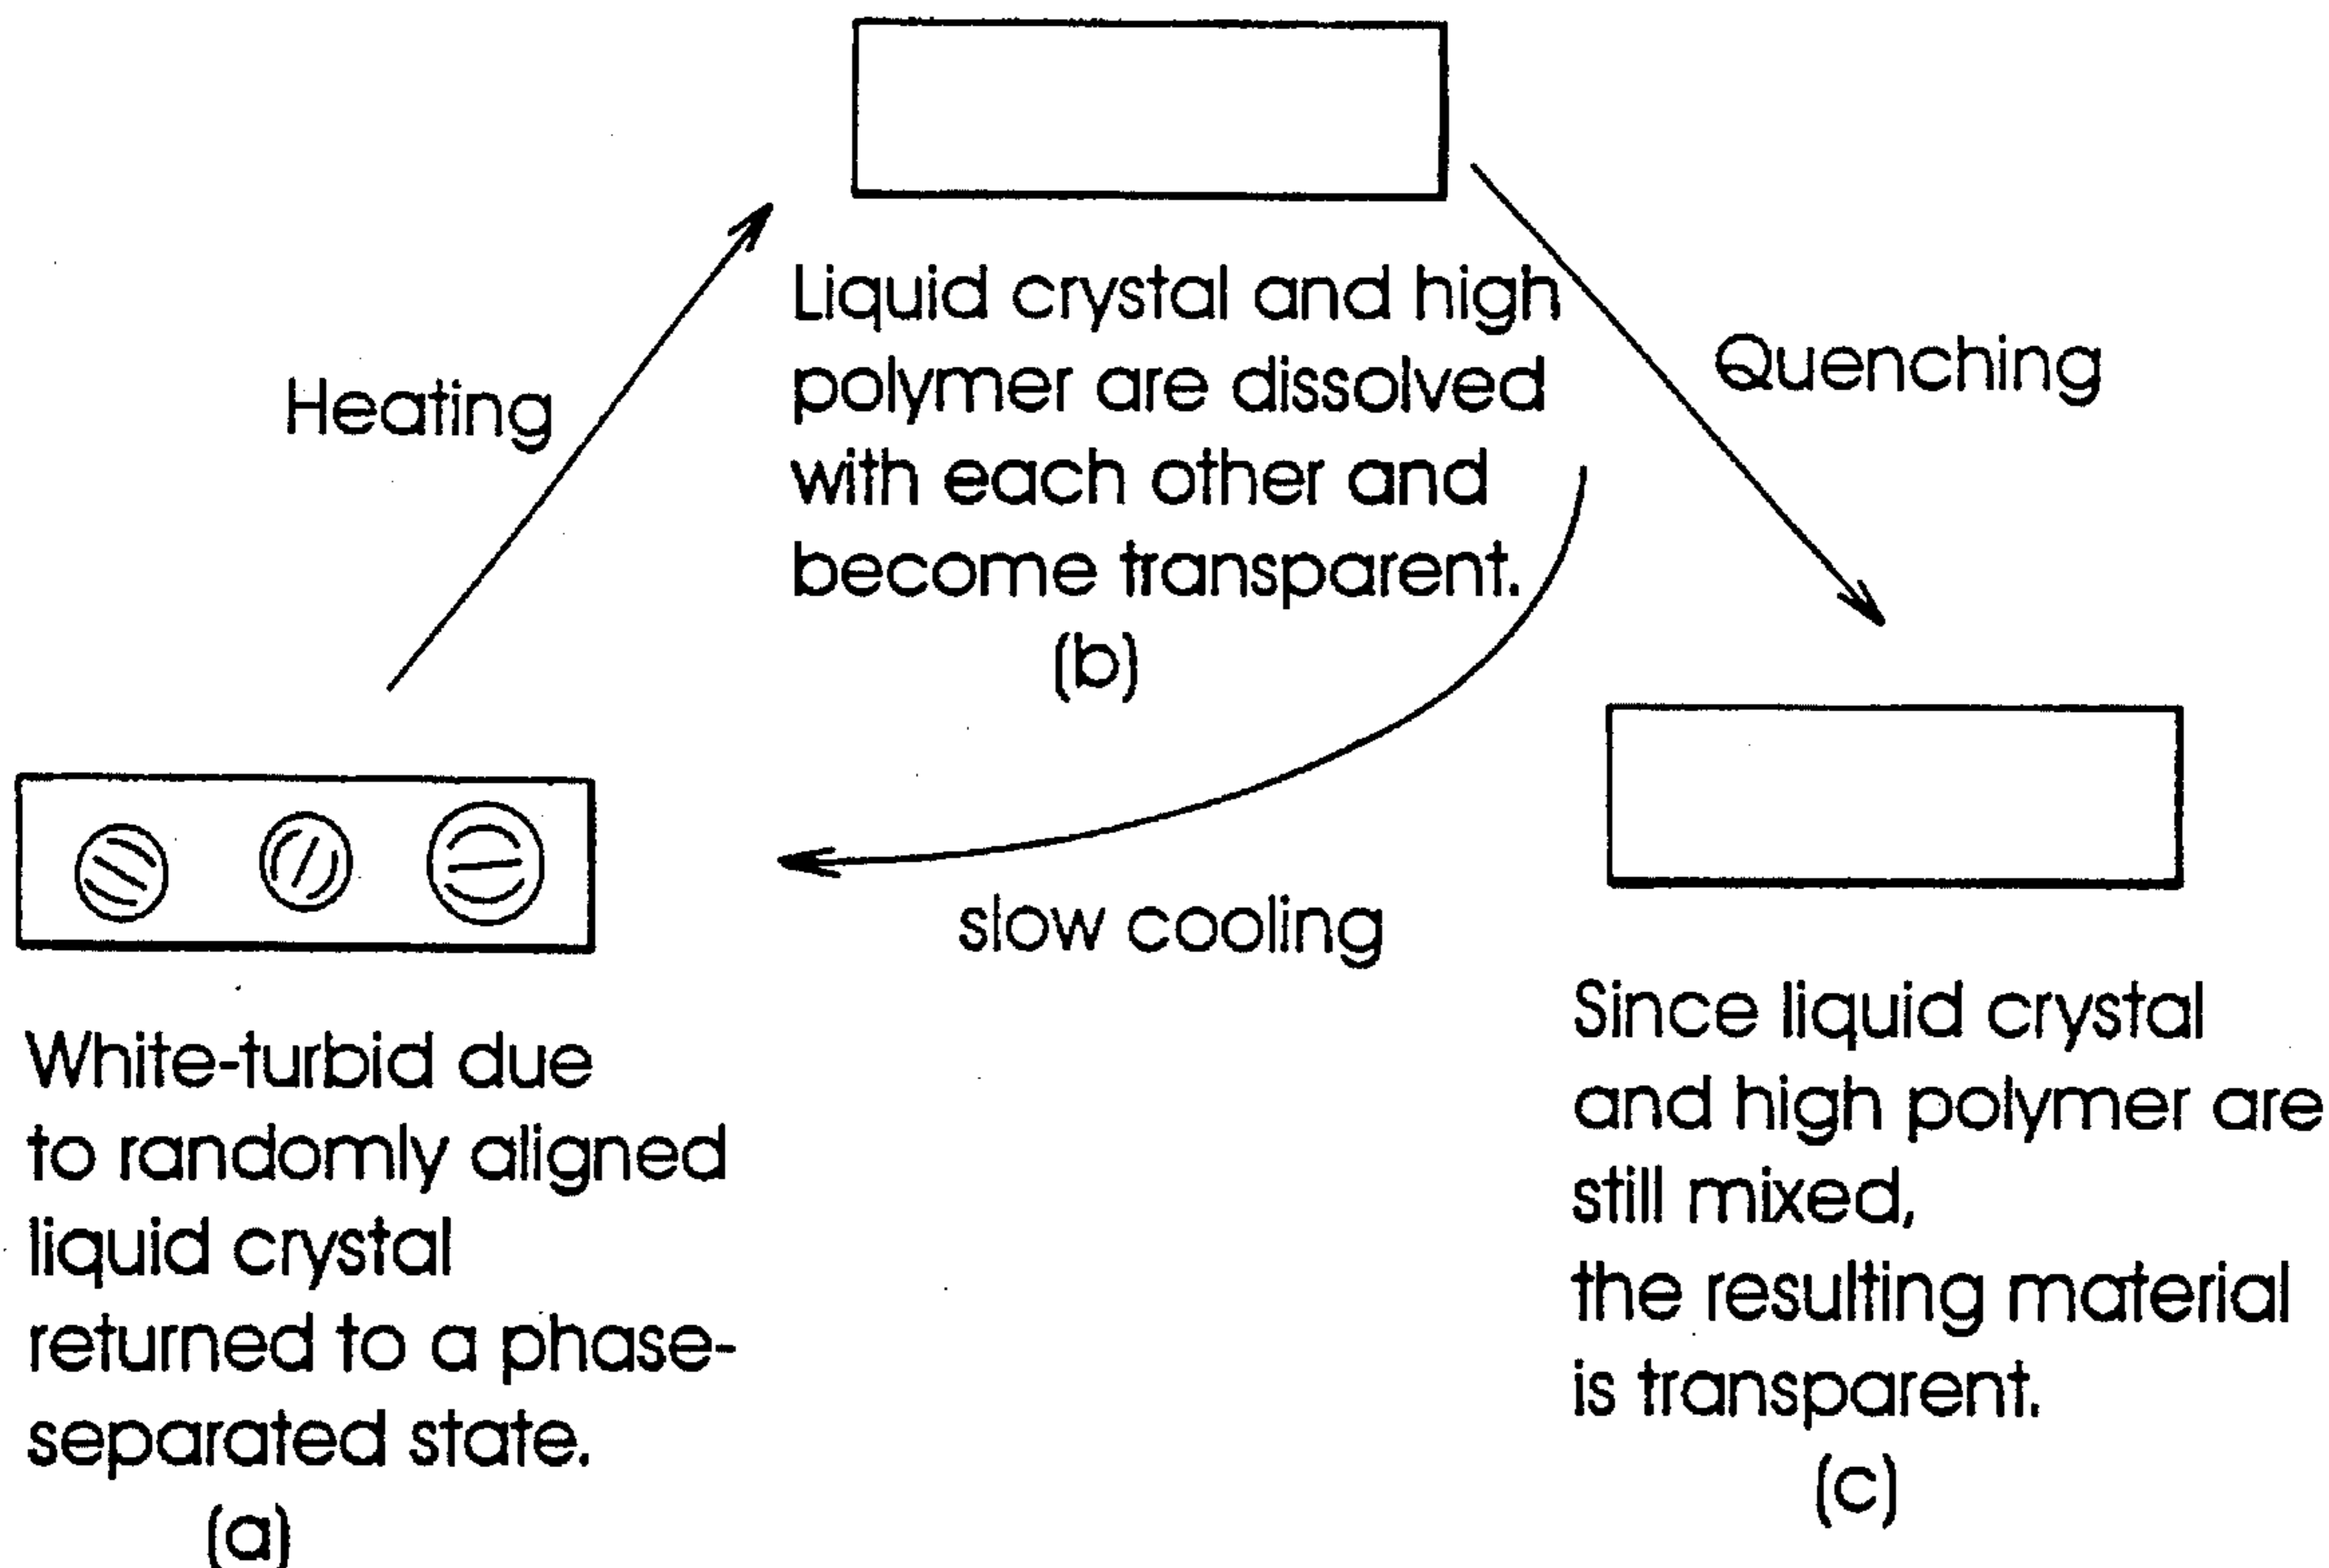 Heating
Liquid crystal and high
polymer are dissolved
with each other and
become transparent.
(b)
Quenching
slow cooling
White-turbid due
to randomly aligned
liquid crystal
returned to a phase-
separated state.
(a)
Since liquid crystal
and high polymer are
still mixed,
the resulting material
is transparent.
(c)